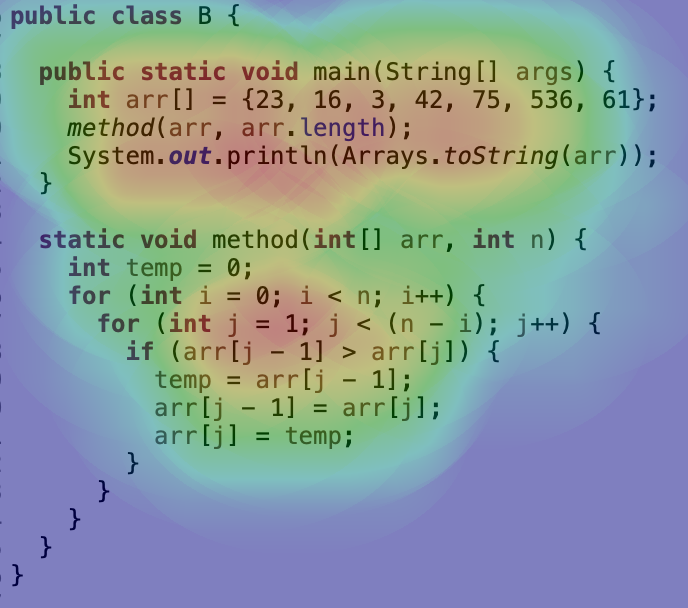 public class B {
public static void main(String[] args) {
int arr[] = {23, 16, 3, 42, 75, 536, 61};
method(arr, arr.length);
System.out.println(Arrays.toString(arr));
}
static void method(int[] arr, int n) {
int temp = 0;
for (int i = 0; i < n; i++) {
for (int j = 1; j < (n - i); j++) {
if (arr[j - 1] > arr[j]) {
temp = arr[j - 1];
arr[j - 1] = arr[j];
arr[j] = temp;
}
}
}
}
}